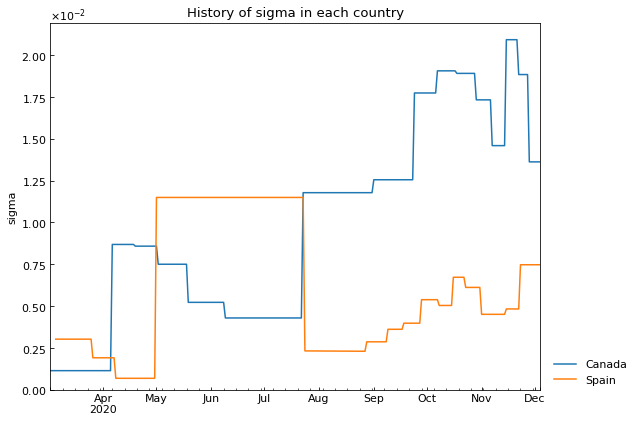 History of sigma in each country
×10⁻²
2.00
1.75
1.50
1.25
1.00
0.75
0.50
0.25
0.00
sigma
Apr May Jun Jul Aug Sep Oct Nov Dec
2020
Canada
Spain